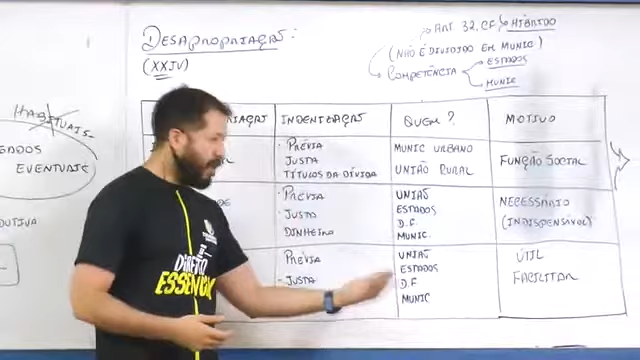 DESAPROPRIAÇÃO:
(XXIV)
ART. 32, CF HÍBRIDO
(NÃO É DIVIDIDO EM MUNIC)
COMPETÊNCIA
ESTADOS
MUNIC
HABITUAIS
EVENTUAIS
INDENIZAÇÃO
QUEM?
MOTIVO
· PRÉVIA
JUSTA
TÍTULOS DA DÍVIDA
MUNIC URBANO
UNIÃO RURAL
FUNÇÃO SOCIAL
· PRÉVIA
· JUSTA
· DINHEIRO
UNIÃO
ESTADOS
D.F
MUNIC.
NECESSÁRIO
(INDISPENSÁVEL)
PRÉVIA
· JUSTA
UNIÃO
ESTADOS
D.F
MUNIC
ÚTIL
FACILITAR
DIREITO
ESSENCIAL